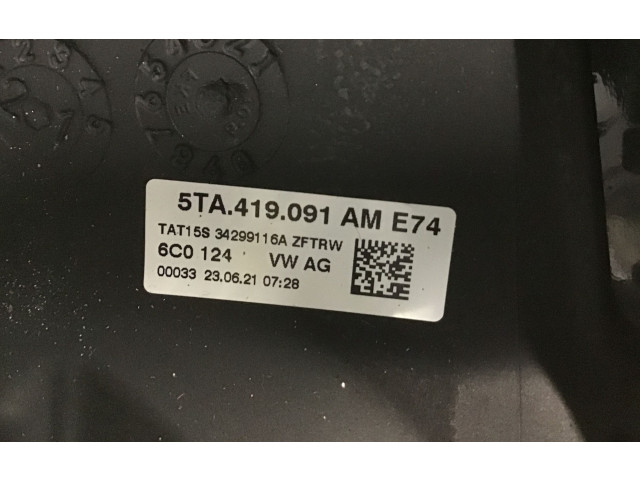 5TA.419.091 AM E74
TAT15S 34299116A ZFTRW
6C0 124 VW AG
00033 23.06.21 07:28